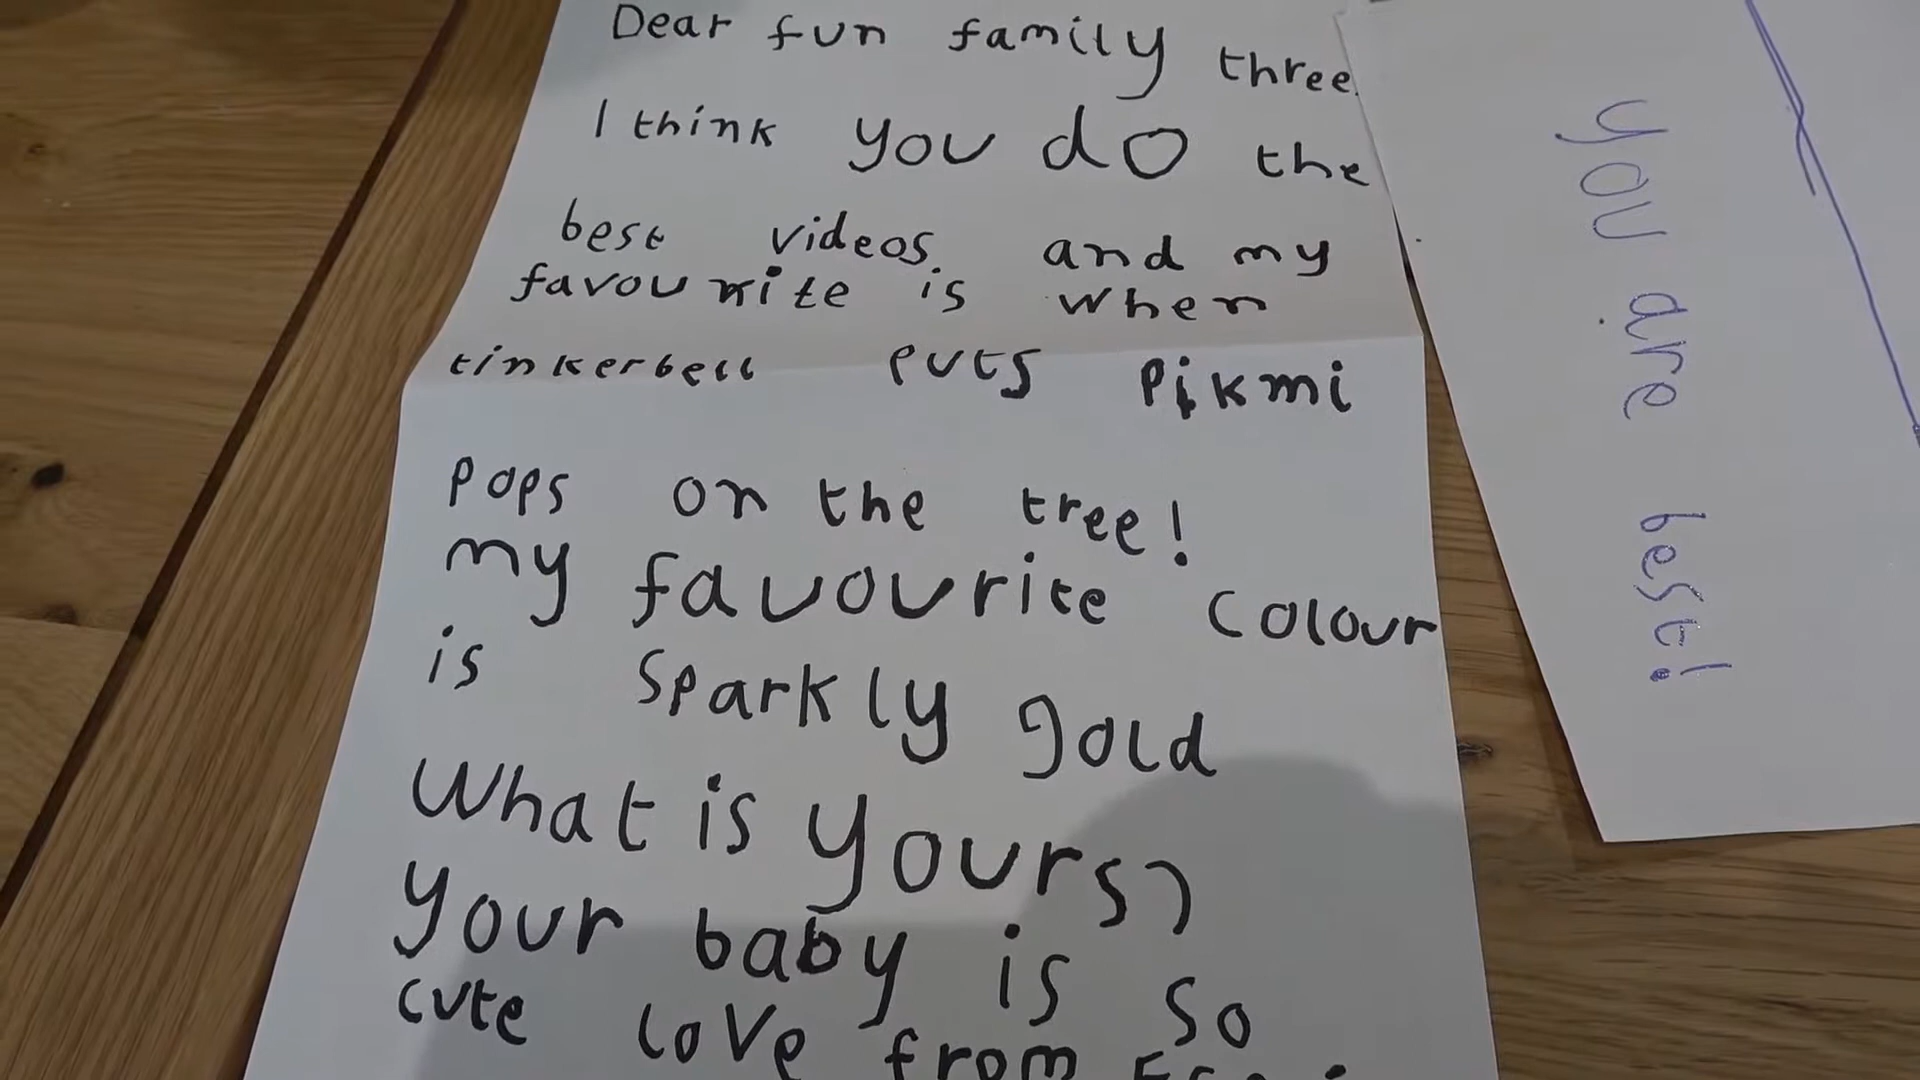 Dear fun family three.
I think you do the
best videos and my
favourite is when
tinkerbell puts Pikmi
Pops on the tree!
my favourite colour
is sparkly gold
What is yours?
your baby is so
cute love from
you are best!